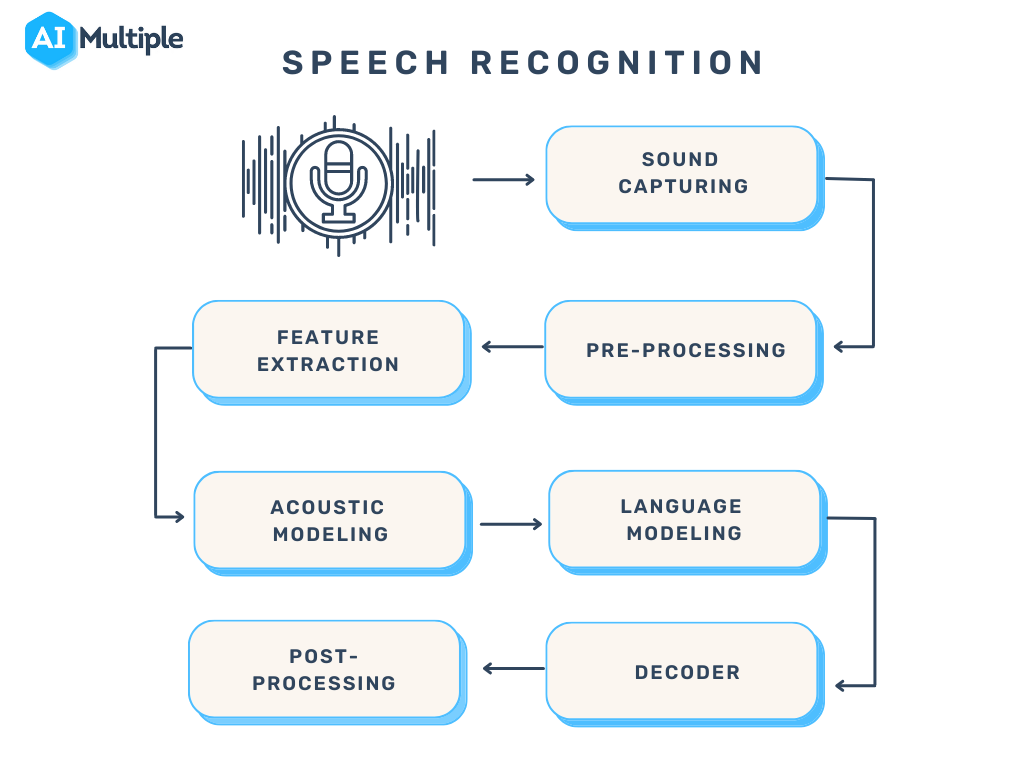 AI Multiple
SPEECH RECOGNITION
SOUND
CAPTURING
PRE-PROCESSING
FEATURE
EXTRACTION
ACOUSTIC
MODELING
LANGUAGE
MODELING
DECODER
POST-
PROCESSING